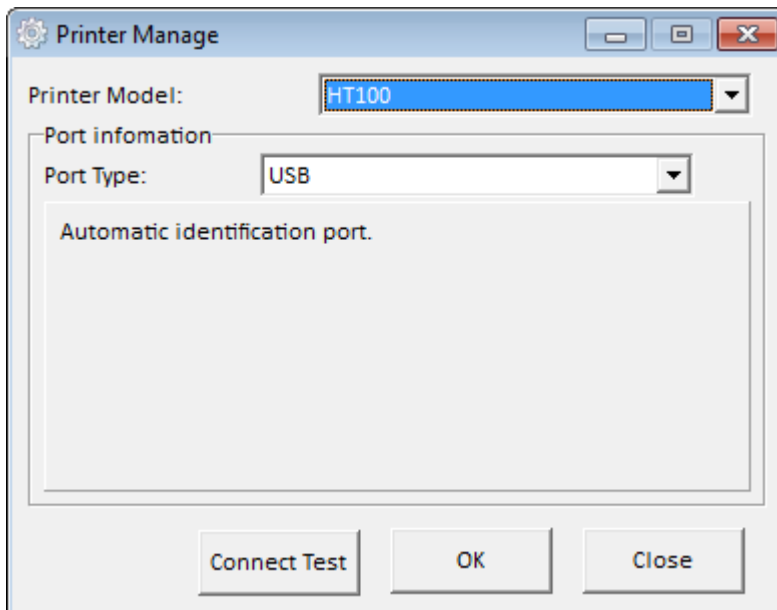 Printer Manage
Printer Model: HT100
Port infomation
Port Type: USB
Automatic identification port.
Connect Test OK Close